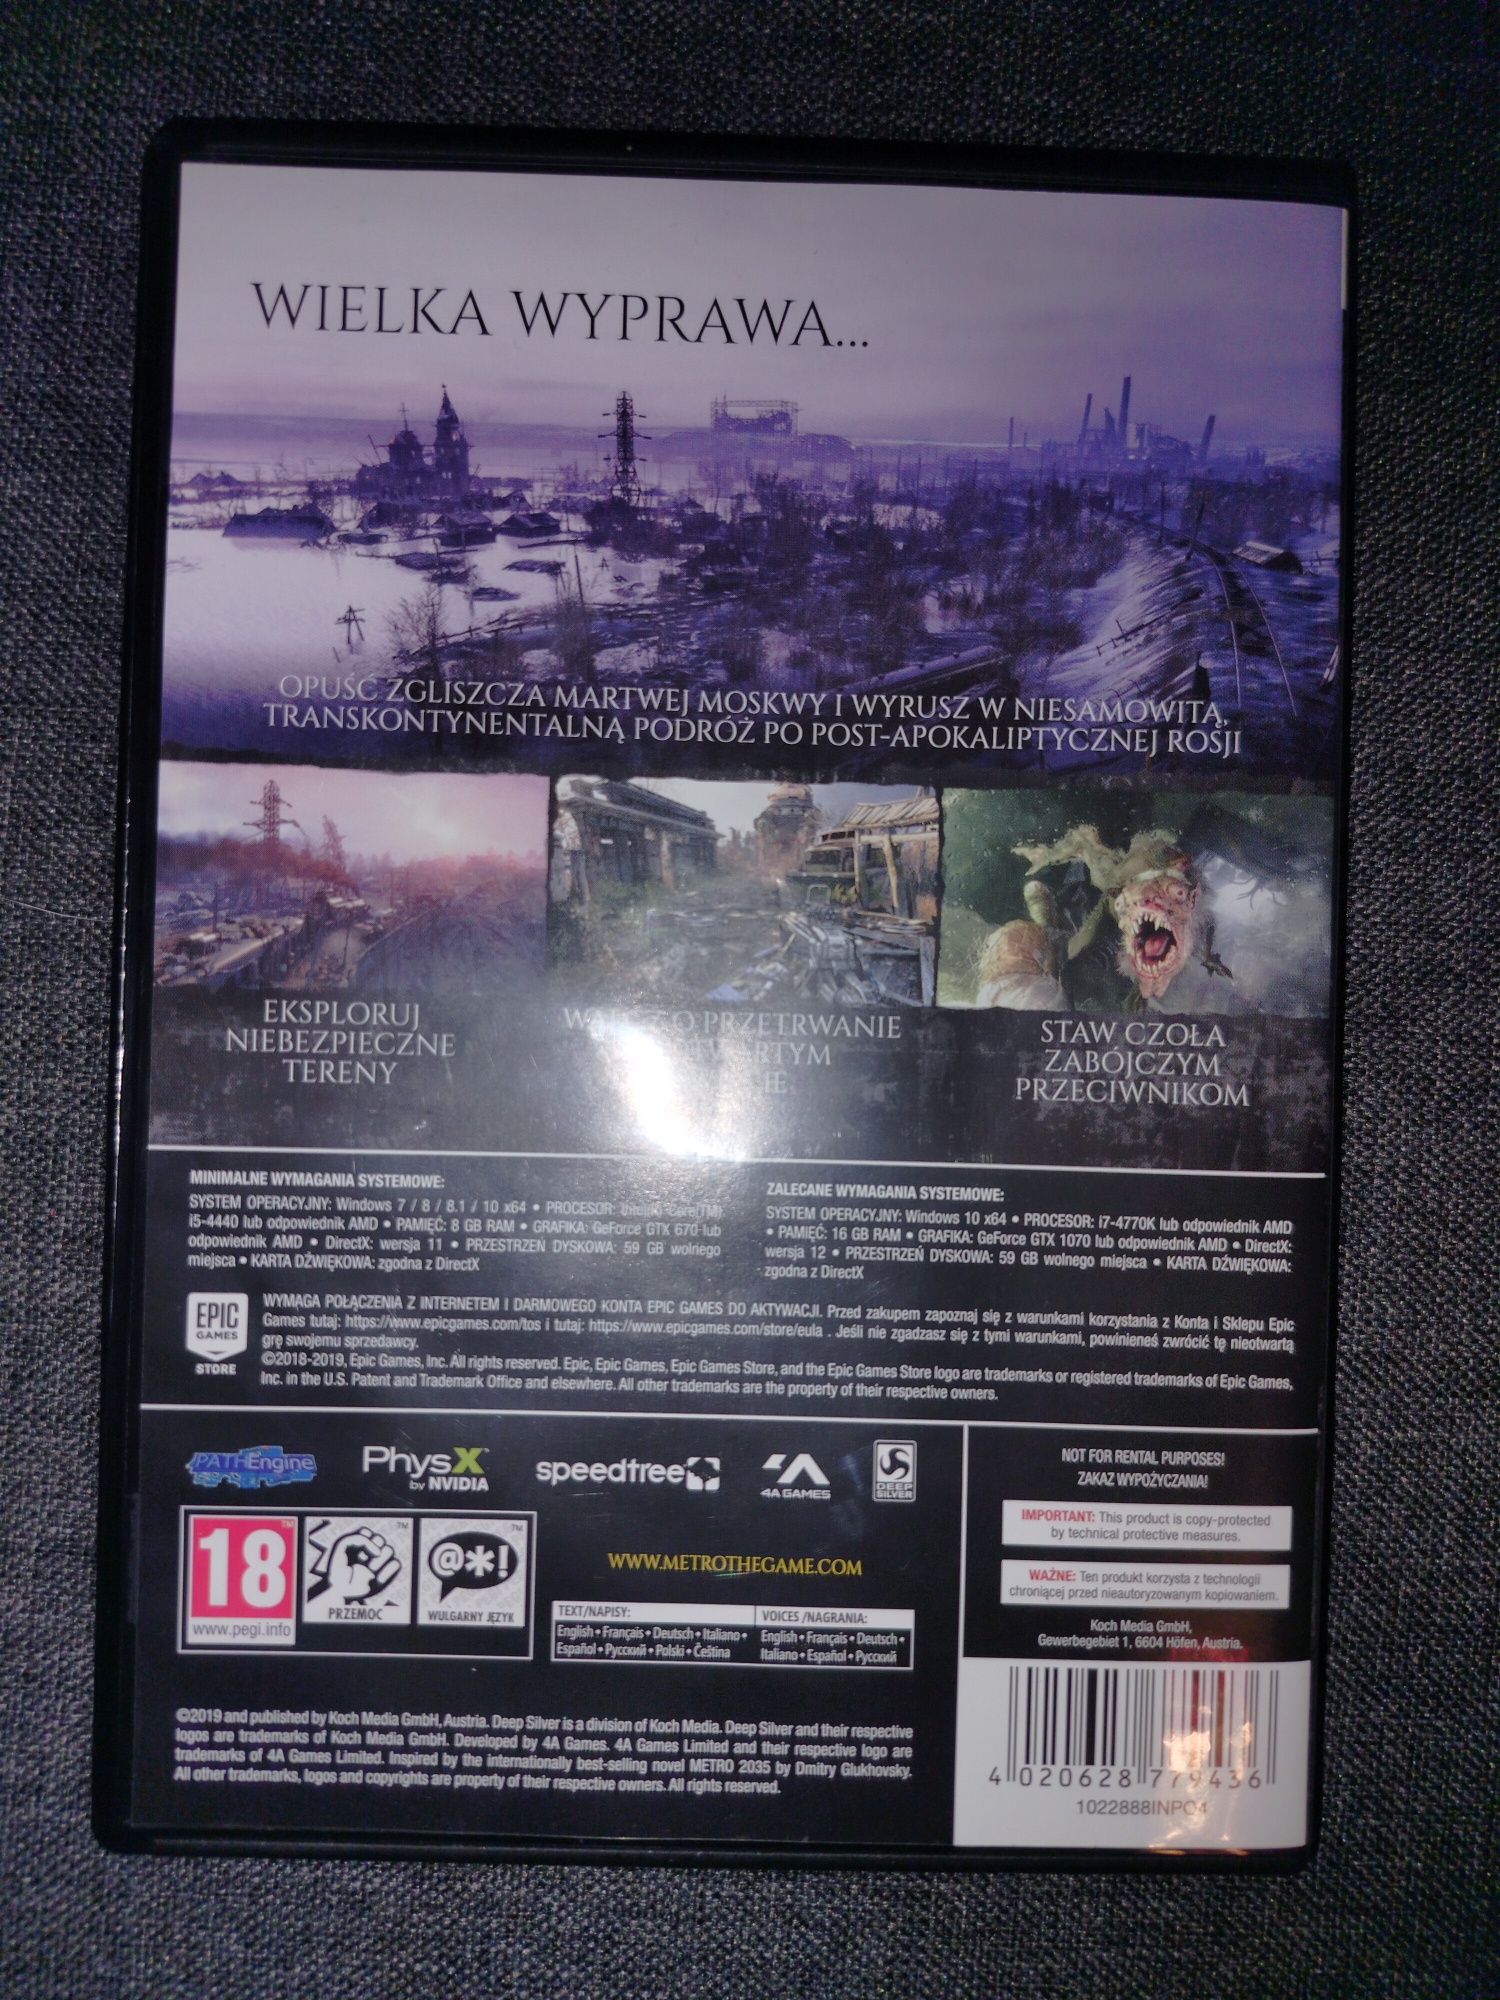 WIELKA WYPRAWA...
OPUŚĆ ZGLISZCZA MARTWEJ MOSKWY I WYRUSZ W NIESAMOWITĄ,
TRANSKONTYNENTALNĄ PODRÓŻ PO POST-APOKALIPTYCZNEJ ROSJI
EKSPLORUJ
NIEBEZPIECZNE
TERENY
PRZETRWANIE
STAW CZOŁA
ZABÓJCZYM
PRZECIWNIKOM
MINIMALNE WYMAGANIA SYSTEMOWE:
SYSTEM OPERACYJNY: Windows 7 / 8 / 8.1 / 10 x64 • PROCESOR: Intel Core(TM)
i5-4440 lub odpowiednik AMD • PAMIĘĆ: 8 GB RAM • GRAFIKA: GeForce GTX 670 lub
odpowiednik AMD • DirectX: wersja 11 • PRZESTRZEŃ DYSKOWA: 59 GB wolnego
miejsca • KARTA DŹWIĘKOWA: zgodna z DirectX
ZALECANE WYMAGANIA SYSTEMOWE:
SYSTEM OPERACYJNY: Windows 10 x64 • PROCESOR: i7-4770K lub odpowiednik AMD
• PAMIĘĆ: 16 GB RAM • GRAFIKA: GeForce GTX 1070 lub odpowiednik AMD • DirectX:
wersja 12 • PRZESTRZEŃ DYSKOWA: 59 GB wolnego miejsca • KARTA DŹWIĘKOWA:
zgodna z DirectX
EPIC
GAMES
STORE
WYMAGA POŁĄCZENIA Z INTERNETEM I DARMOWEGO KONTA EPIC GAMES DO AKTYWACJI. Przed zakupem zapoznaj się z warunkami korzystania z Konta i Sklepu Epic
Games tutaj: https://www.epicgames.com/tos i tutaj: https://www.epicgames.com/store/eula . Jeśli nie zgadzasz się z tymi warunkami, powinieneś zwrócić tę nieotwartą
grę swojemu sprzedawcy.
©2018-2019, Epic Games, Inc. All rights reserved. Epic, Epic Games, Epic Games Store, and the Epic Games Store logo are trademarks or registered trademarks of Epic Games,
Inc. in the U.S. Patent and Trademark Office and elsewhere. All other trademarks are the property of their respective owners.
PATHEngine
PhysX™
by NVIDIA
speedtree
4A GAMES
DEEP
SILVER
NOT FOR RENTAL PURPOSES!
ZAKAZ WYPOŻYCZANIA!
IMPORTANT: This product is copy-protected
by technical protective measures.
WAŻNE: Ten produkt korzysta z technologii
chroniącej przed nieautoryzowanym kopiowaniem.
Koch Media GmbH,
Gewerbegebiet 1, 6604 Höfen, Austria.
18
www.pegi.info
PRZEMOC
@*!
WULGARNY JĘZYK
WWW.METROTHEGAME.COM
TEXT/NAPISY:
English • Français • Deutsch • Italiano •
Español • Русский • Polski • Čeština
VOICES /NAGRANIA:
English • Français • Deutsch •
Italiano • Español • Русский
©2019 and published by Koch Media GmbH, Austria. Deep Silver is a division of Koch Media. Deep Silver and their respective
logos are trademarks of Koch Media GmbH. Developed by 4A Games. 4A Games Limited and their respective logo are
trademarks of 4A Games Limited. Inspired by the internationally best-selling novel METRO 2035 by Dmitry Glukhovsky.
All other trademarks, logos and copyrights are property of their respective owners. All rights reserved.
4 020628 779436
1022888INPO4